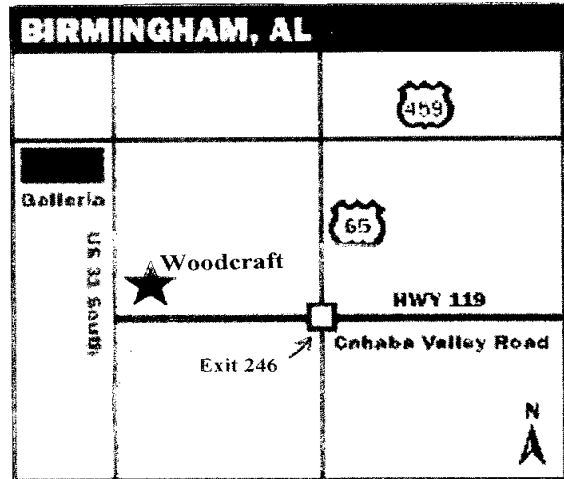 BIRMINGHAM, AL
459
Galleria
65
US 31 South
Woodcraft
HWY 119
Cahaba Valley Road
Exit 246
N